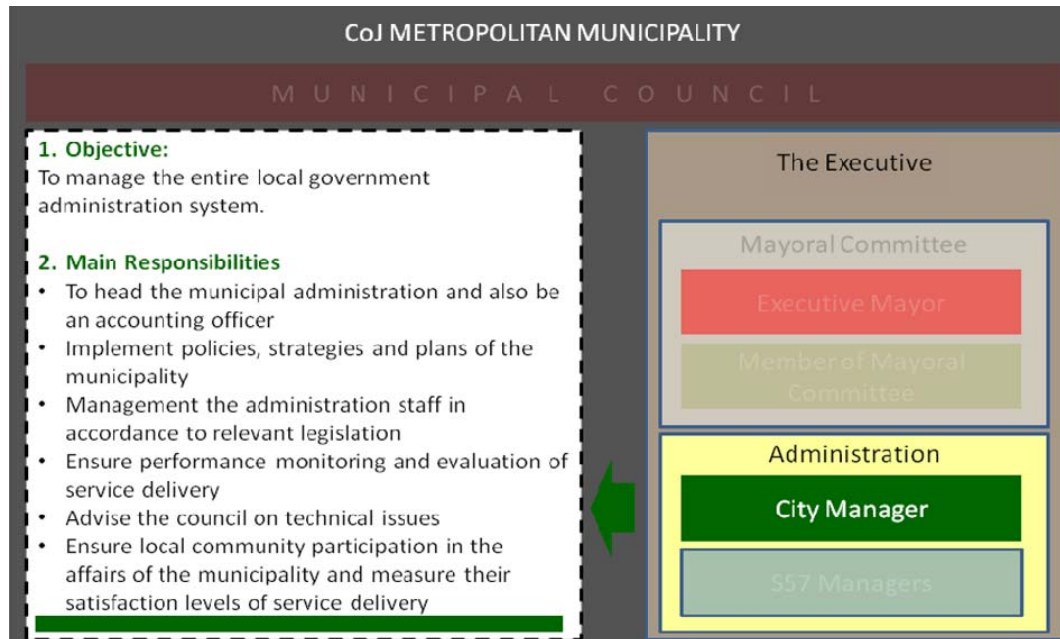 CoJ METROPOLITAN MUNICIPALITY
MUNICIPAL COUNCIL
1. Objective:
To manage the entire local government
administration system.
2. Main Responsibilities
• To head the municipal administration and also be
an accounting officer
• Implement policies, strategies and plans of the
municipality
• Management the administration staff in
accordance to relevant legislation
• Ensure performance monitoring and evaluation of
service delivery
• Advise the council on technical issues
• Ensure local community participation in the
affairs of the municipality and measure their
satisfaction levels of service delivery
The Executive
Mayoral Committee
Executive Mayor
Member of Mayoral
Committee
Administration
City Manager
S57 Managers